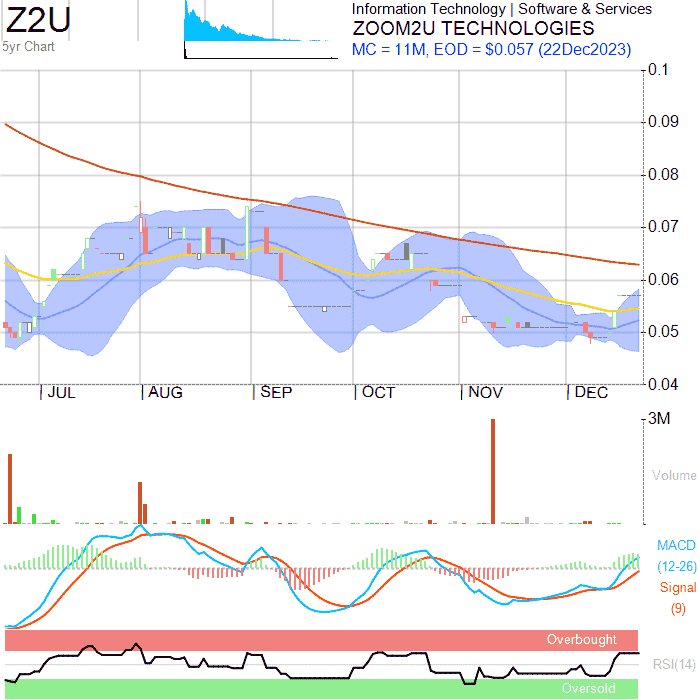 Z2U
5yr Chart
Information Technology | Software & Services
ZOOM2U TECHNOLOGIES
MC = 11M, EOD = $0.057 (22Dec2023)
0.1
0.09
0.08
0.07
0.06
0.05
0.04
JUL AUG SEP OCT NOV DEC
3M
Volume
MACD
(12-26)
Signal
(9)
Overbought
RSI(14)
Oversold